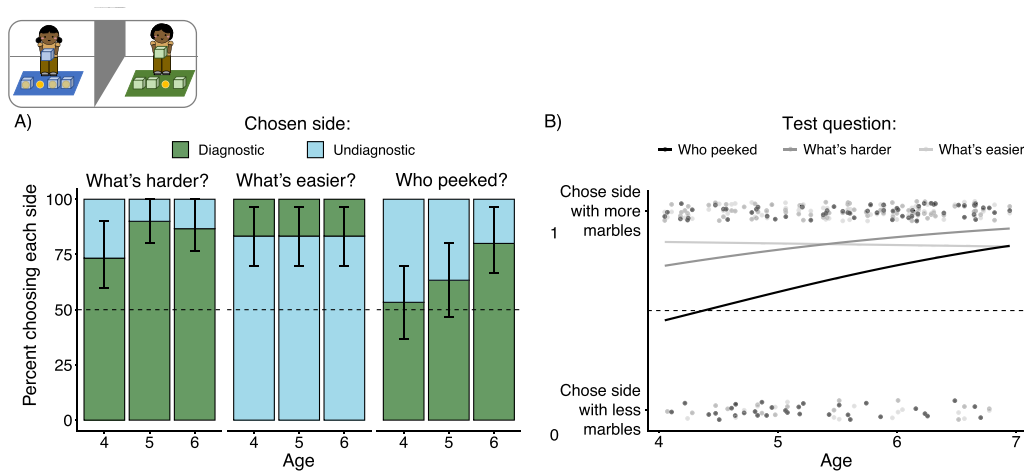 A)
Chosen side:
Diagnostic
Undiagnostic
What's harder?
What's easier?
Who peeked?
Percent choosing each side
100
75
50
25
0
4
5
6
4
5
6
4
5
6
Age
B)
Test question:
Who peeked
What's harder
What's easier
Chose side
with more
marbles
1
Chose side
with less
marbles
0
4
5
6
7
Age